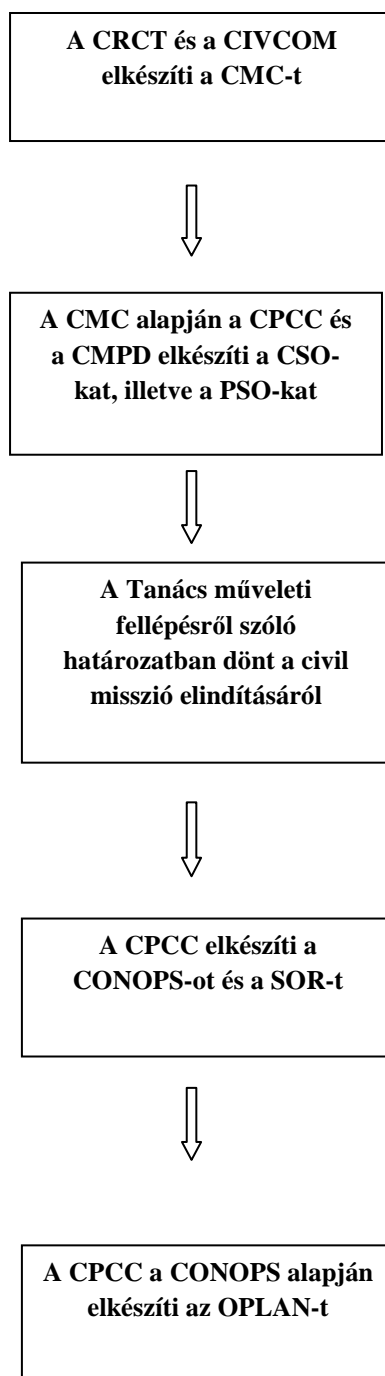 A CRCT és a CIVCOM
elkészíti a CMC-t
A CMC alapján a CPCC és
a CMPD elkészíti a CSO-
kat, illetve a PSO-kat
A Tanács műveleti
fellépésről szóló
határozatban dönt a civil
misszió elindításáról
A CPCC elkészíti a
CONOPS-ot és a SOR-t
A CPCC a CONOPS alapján
elkészíti az OPLAN-t